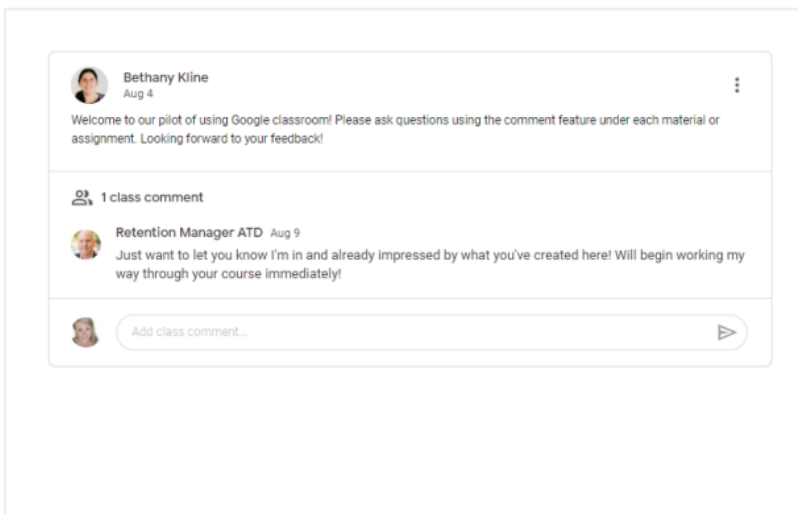 Bethany Kline
Aug 4
Welcome to our pilot of using Google classroom! Please ask questions using the comment feature under each material or
assignment. Looking forward to your feedback!
1 class comment
Retention Manager ATD Aug 9
Just want to let you know I'm in and already impressed by what you've created here! Will begin working my
way through your course immediately!
Add class comment...